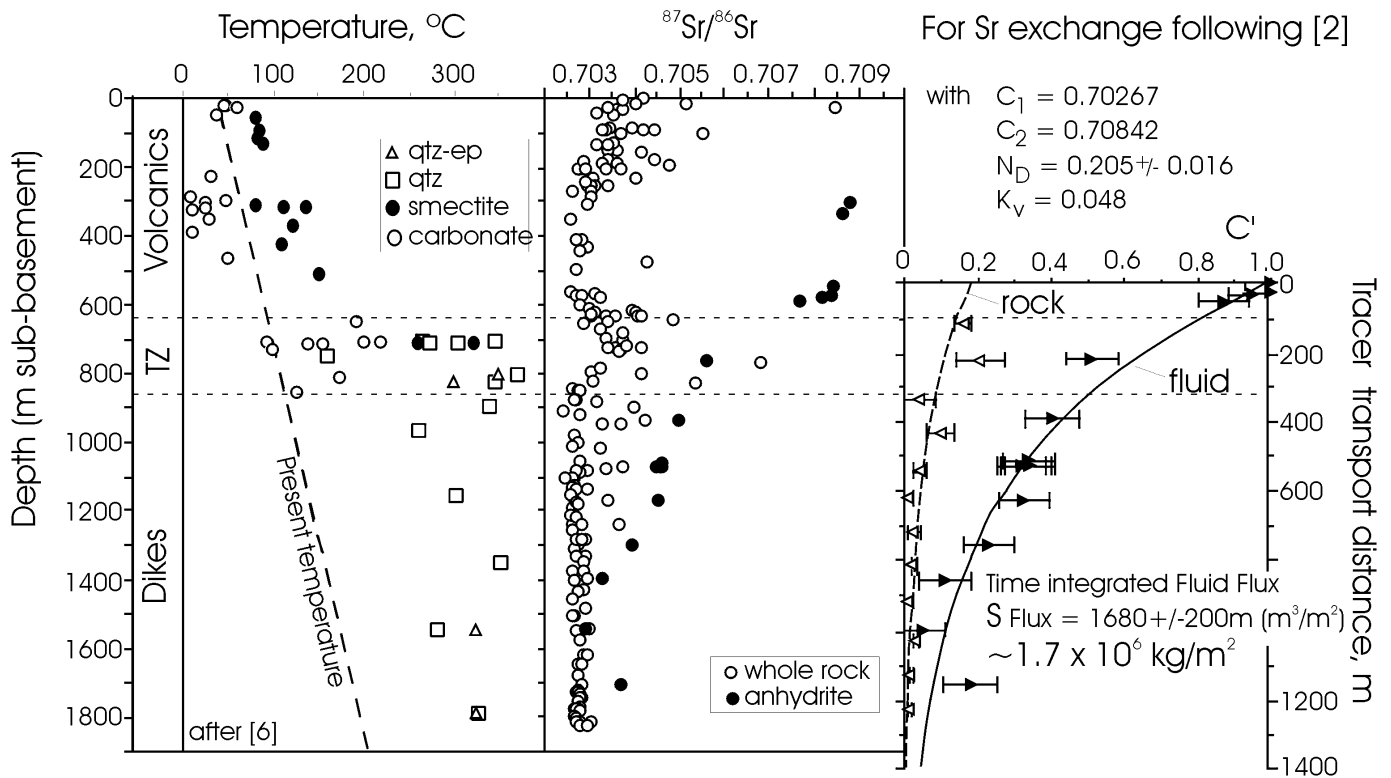 Temperature, °C
⁸⁷Sr/⁸⁶Sr
For Sr exchange following [2]
0 100 200 300
0.703 0.705 0.707 0.709
with C₁ = 0.70267
C₂ = 0.70842
N_D = 0.205+/- 0.016
K_v = 0.048
Depth (m sub-basement)
0
200
400
600
800
1000
1200
1400
1600
1800
Volcanics
TZ
Dikes
qtz-ep
qtz
smectite
carbonate
Present temperature
after [6]
whole rock
anhydrite
C'
0 0.2 0.4 0.6 0.8 1.0
rock
fluid
Time integrated Fluid Flux
S Flux = 1680+/-200m (m³/m²)
~1.7 x 10⁶ kg/m²
0
200
400
600
1200
1400
Tracer transport distance, m